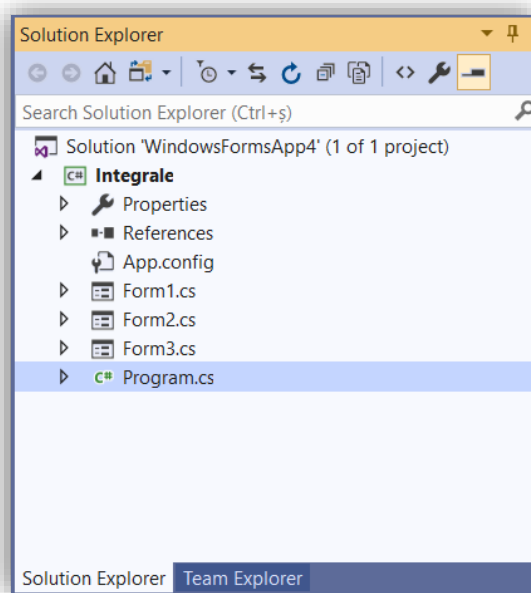 Solution Explorer
Search Solution Explorer (Ctrl+ș)
Solution 'WindowsFormsApp4' (1 of 1 project)
C# Integrale
Properties
References
App.config
Form1.cs
Form2.cs
Form3.cs
C# Program.cs
Solution Explorer Team Explorer